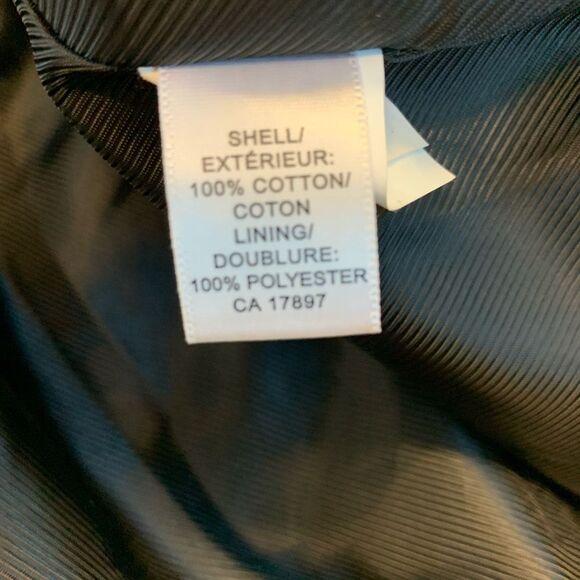 SHELL/
EXTÉRIEUR:
100% COTTON/
COTON
LINING/
DOUBLURE:
100% POLYESTER
CA 17897